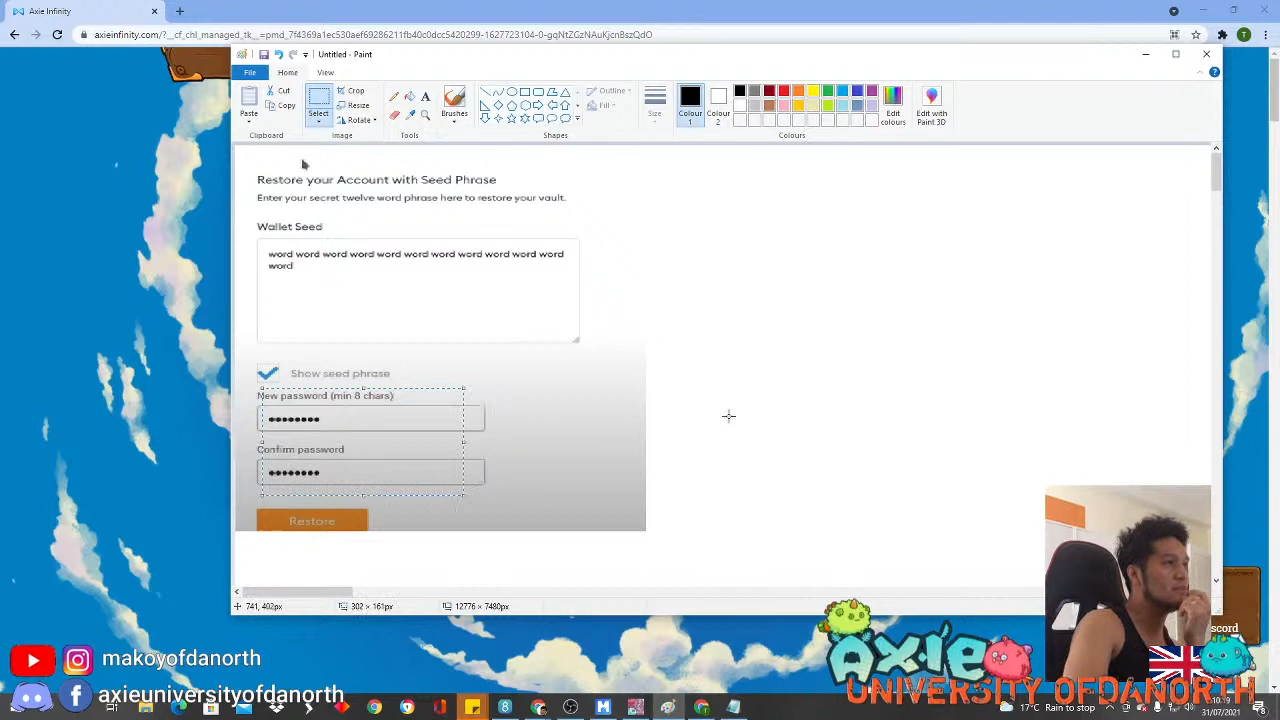 Axie Infinity
axieinfinity.com/?__cf_chl_managed_tk__=pmd_7f4369a1ec530aef69286211fb40c0dcc5420299-1627723104-0-gqNtZGzNAuKjcnBszQdO
T
Untitled - Paint
File
Home
View
Paste
Cut
Copy
Clipboard
Select
Crop
Resize
Rotate
Image
A
Tools
Brushes
Outline
Fill
Shapes
Size
Colour
1
Colour
2
Edit
colours
Edit with
Paint 3D
Colours
Restore your Account with Seed Phrase
Enter your secret twelve word phrase here to restore your vault.
Wallet Seed
word word word word word word word word word word word
word
Show seed phrase
New password (min 8 chars)
Confirm password
Restore
741, 402px
302 × 161px
12776 × 7480px
scord
makoyofdanorth
axieuniversityofdanorth
Axie
UNIVERSITY OFDANORTH
17°C Rain to stop
10:19
31/07/2021